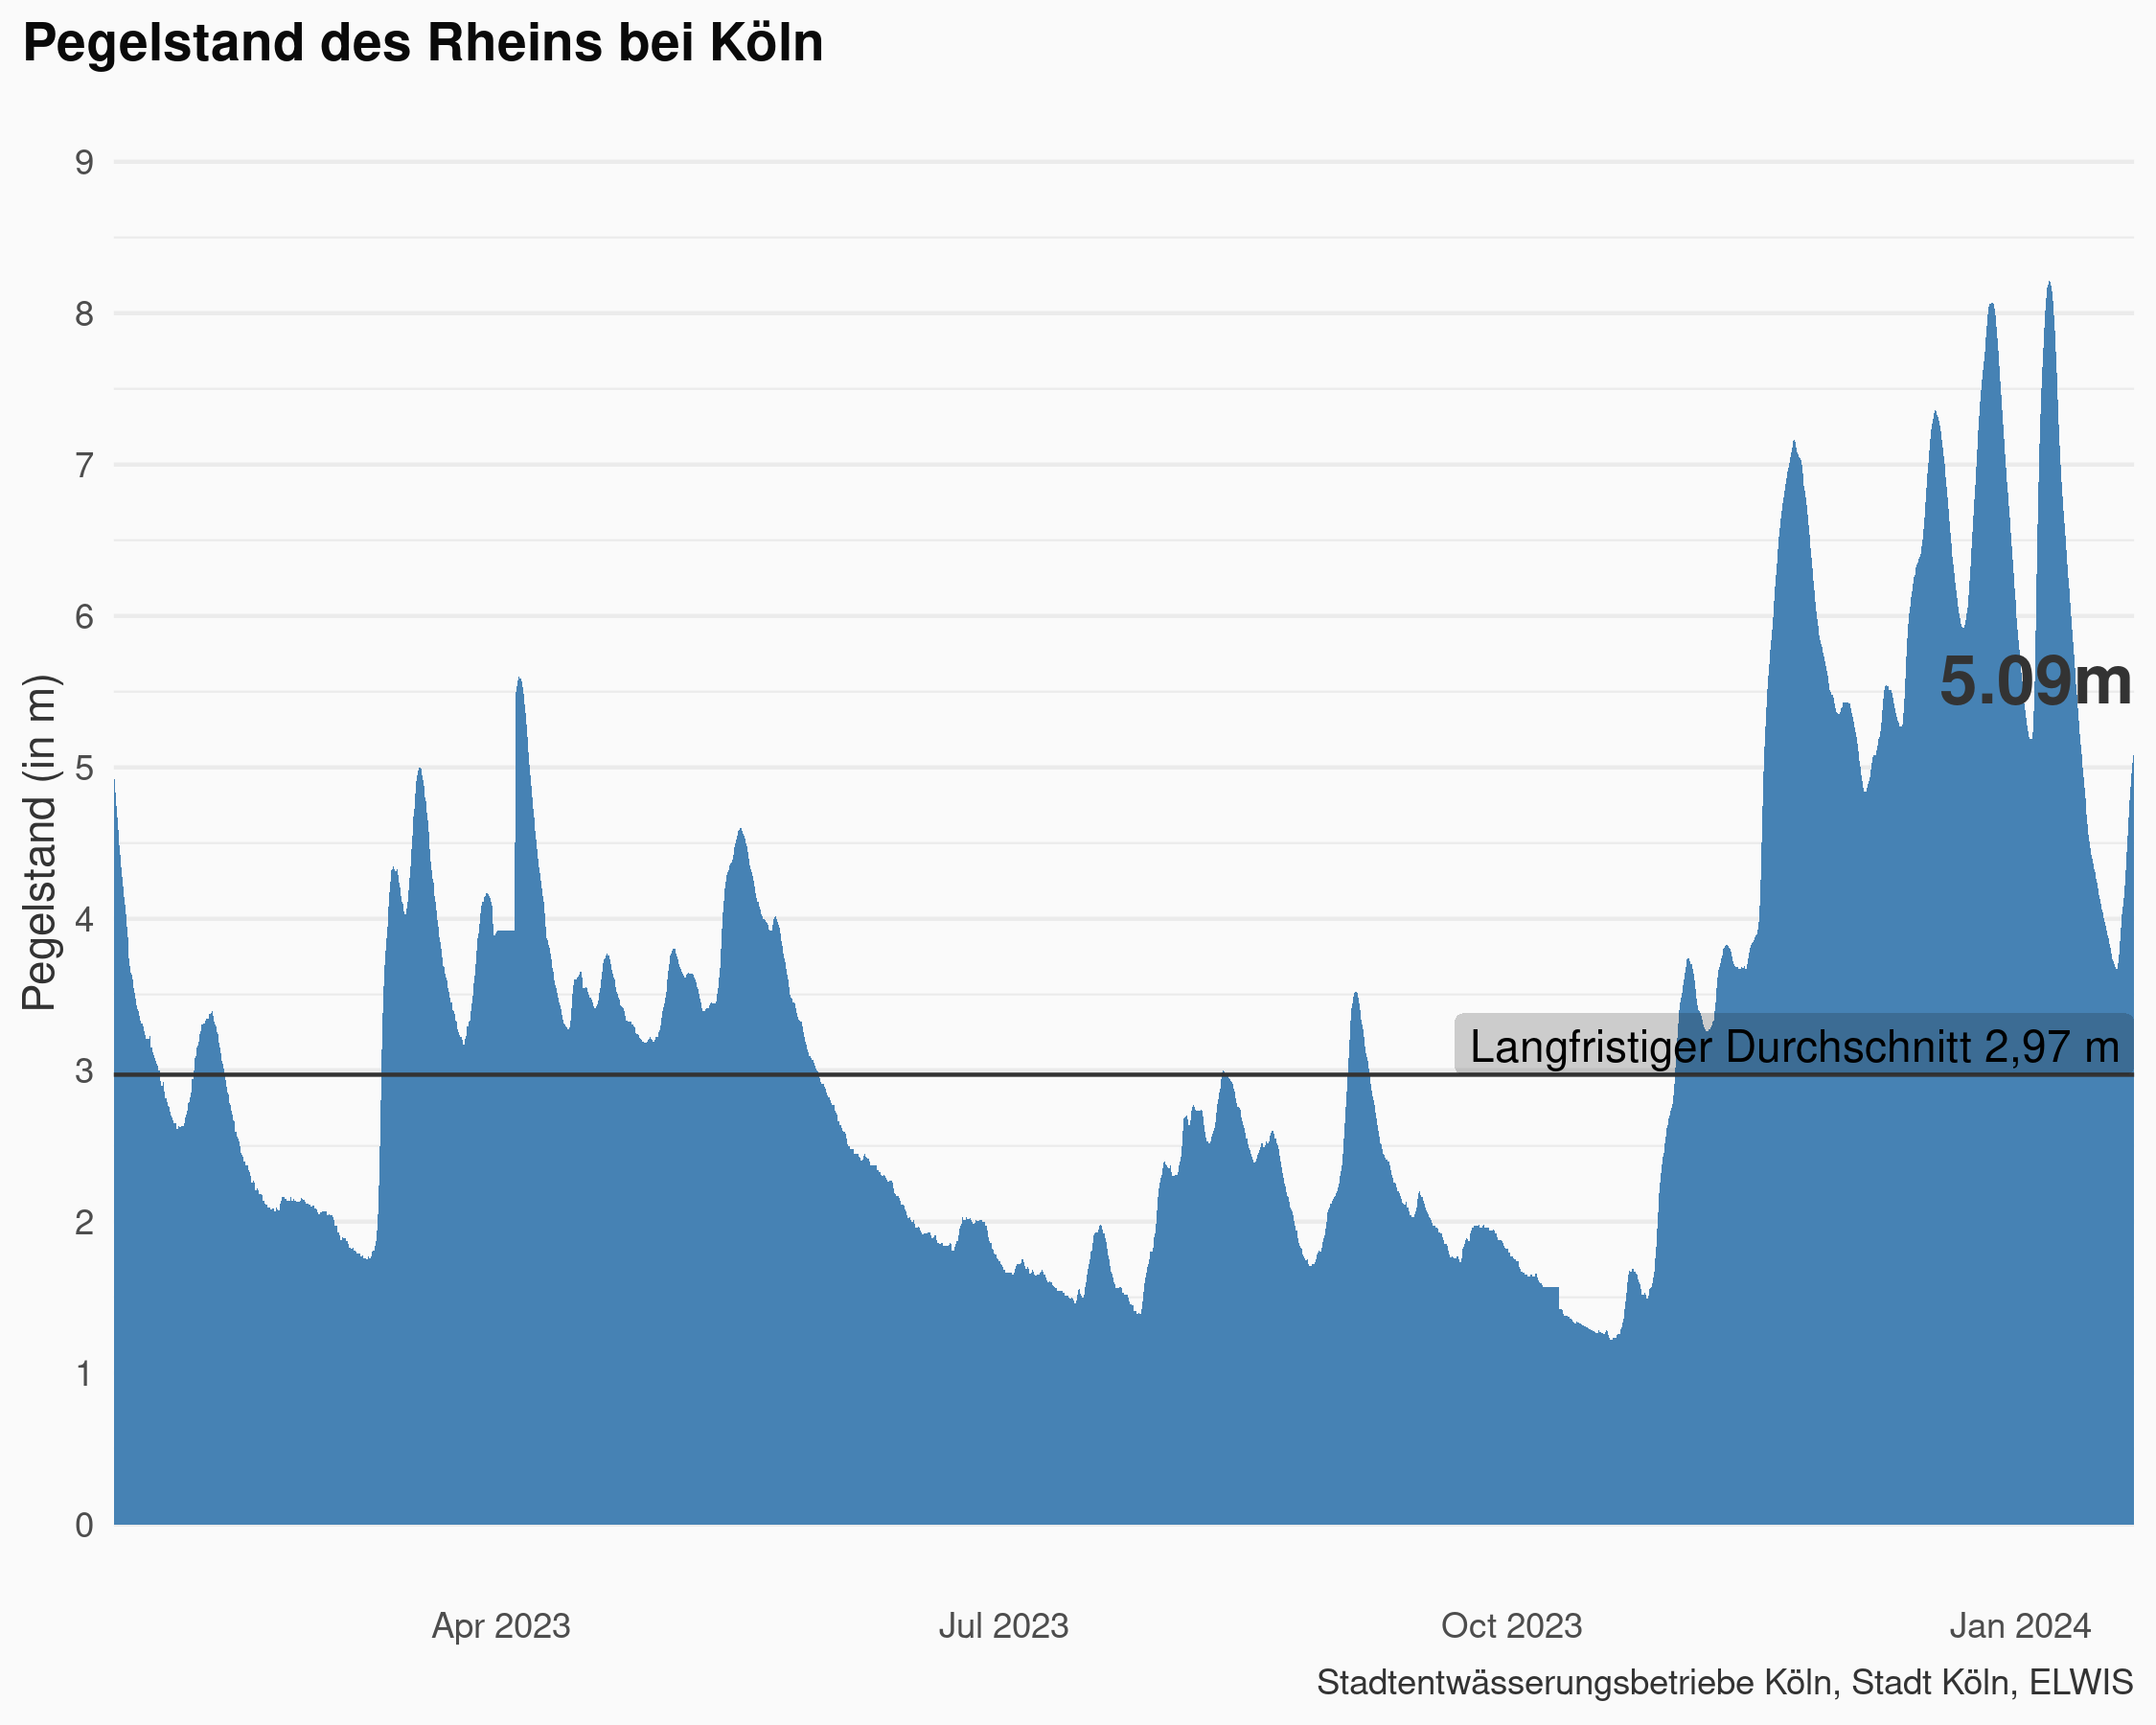 Pegelstand des Rheins bei Köln
Pegelstand (in m)
9
8
7
6
5
4
3
2
1
0
5.09m
Langfristiger Durchschnitt 2,97 m
Apr 2023
Jul 2023
Oct 2023
Jan 2024
Stadtentwässerungsbetriebe Köln, Stadt Köln, ELWIS